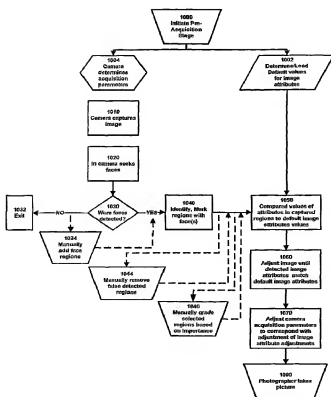 1000
Initiate Pre-
Acquisition
Stage
1004
Camera
determines
acquisition
parameters
1002
Determine/Load
Default values
for image
attributes
1010
Camera captures
image
1020
In camera seeks
faces
1030
Were faces
detected?
NO
YES
1032
Exit
1034
Manually
add face
regions
1040
Identify, Mark
regions with
face(s)
1044
Manually remove
false detected
regions
1046
Manually grade
selected
regions based
on importance
1050
Compared values of
attributes in captured
regions to default image
attributes values
1060
Adjust image until
detected image
attributes match
default image attributes
1070
Adjust camera
acquisition parameters
to correspond with
adjustment of image
attribute adjustments
Photographer takes
picture